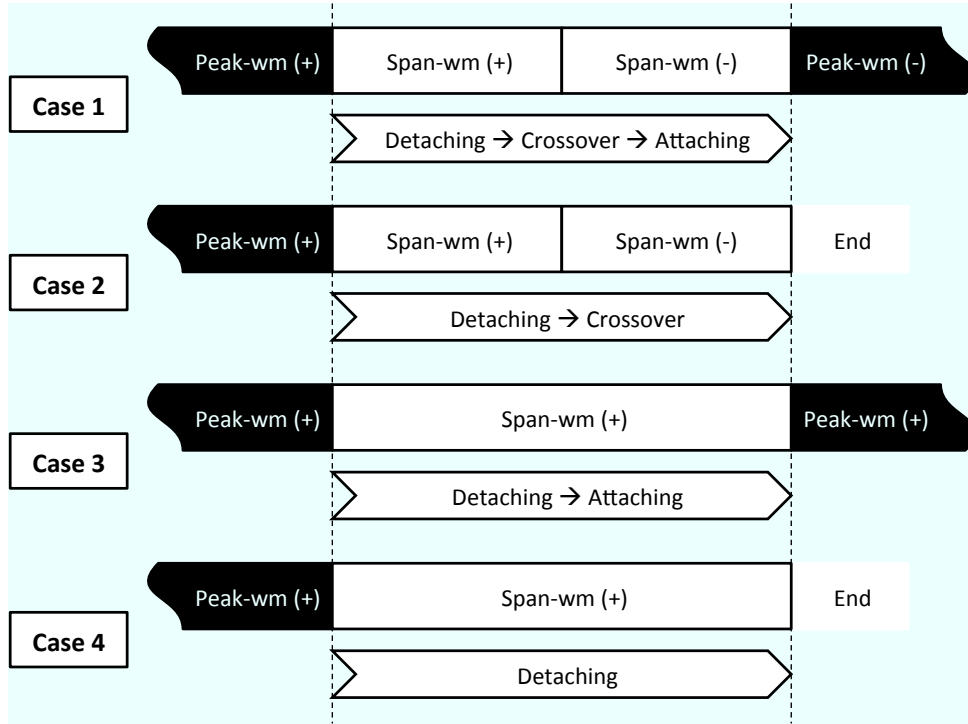 Peak-wm (+) Span-wm (+) Span-wm (-) Peak-wm (-)
Case 1
Detaching → Crossover → Attaching
Peak-wm (+) Span-wm (+) Span-wm (-) End
Case 2
Detaching → Crossover
Peak-wm (+) Span-wm (+) Peak-wm (+)
Case 3
Detaching → Attaching
Peak-wm (+) Span-wm (+) End
Case 4
Detaching